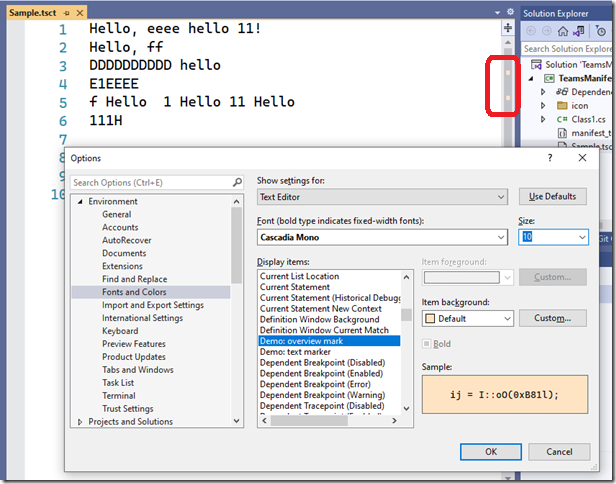 Sample.tsct
Solution Explorer
1 Hello, eeee hello 11!
2 Hello, ff
3 DDDDDDDDDD hello
4 E1EEEE
5 f Hello  1 Hello 11 Hello
6 111H
7
10
Search Solution Explorer
Solution 'TeamsM
TeamsManife
Dependenc
icon
C# Class1.cs
manifest_t
Sample.tsc
Git C
Options
? ×
Search Options (Ctrl+E)
Environment
General
Accounts
AutoRecover
Documents
Extensions
Find and Replace
Fonts and Colors
Import and Export Settings
International Settings
Keyboard
Preview Features
Product Updates
Tabs and Windows
Task List
Terminal
Trust Settings
Projects and Solutions
Show settings for:
Text Editor
Use Defaults
Font (bold type indicates fixed-width fonts):
Size:
Cascadia Mono
10
Display items:
Current List Location
Current Statement
Current Statement (Historical Debugg
Current Statement New Context
Definition Window Background
Definition Window Current Match
Demo: overview mark
Demo: text marker
Dependent Breakpoint (Disabled)
Dependent Breakpoint (Enabled)
Dependent Breakpoint (Error)
Dependent Breakpoint (Warning)
Dependent Tracepoint (Disabled)
Dependent Tracepoint (Enabled)
Item foreground:
Custom...
Item background:
Default
Custom...
Bold
Sample:
ij = I::oO(0xB81l);
OK
Cancel